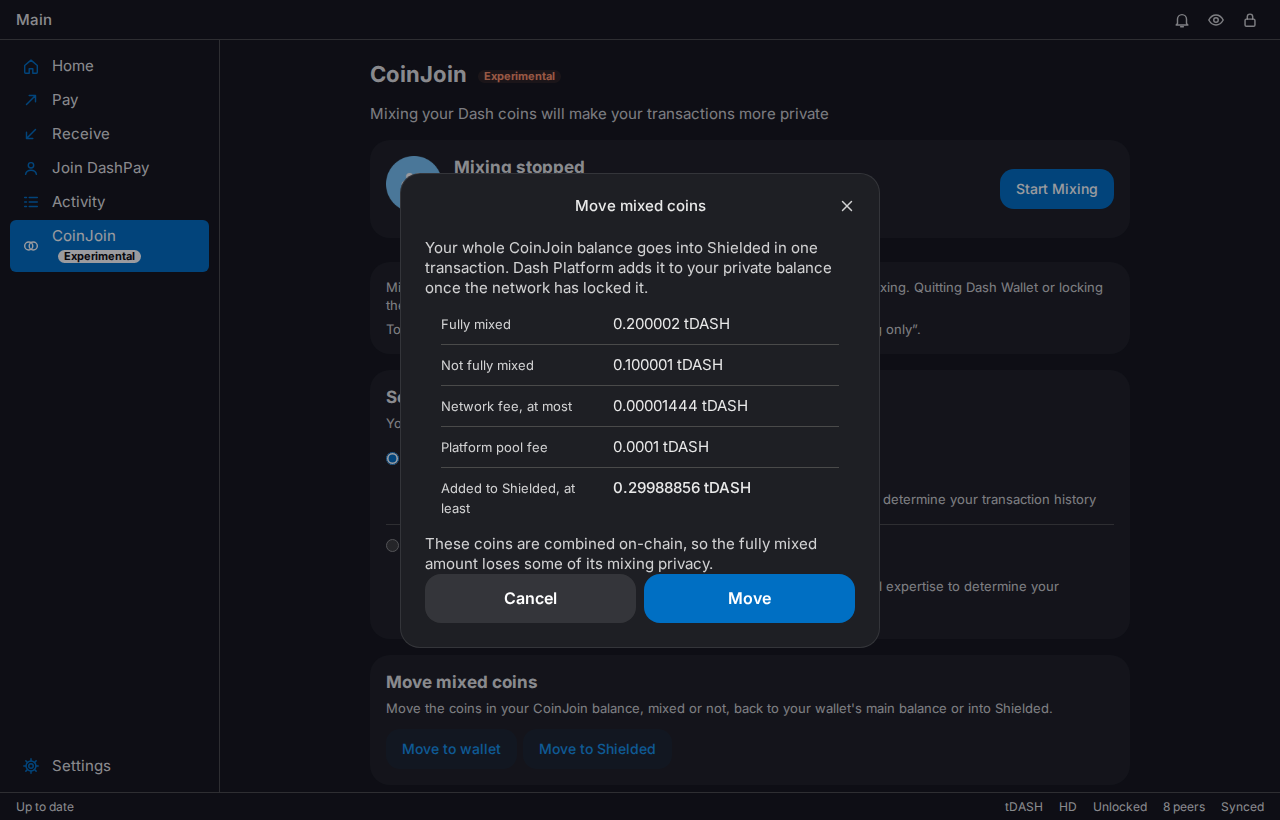 Main
Home
Pay
Receive
Join DashPay
Activity
CoinJoin
Experimental
Settings
CoinJoin Experimental
Mixing your Dash coins will make your transactions more private
Mixing stopped
Start Mixing
xing. Quitting Dash Wallet or locking
only”.
determine your transaction history
expertise to determine your
Move mixed coins
Your whole CoinJoin balance goes into Shielded in one
transaction. Dash Platform adds it to your private balance
once the network has locked it.
Fully mixed 0.200002 tDASH
Not fully mixed 0.100001 tDASH
Network fee, at most 0.00001444 tDASH
Platform pool fee 0.0001 tDASH
Added to Shielded, at 0.29988856 tDASH
least
These coins are combined on-chain, so the fully mixed
amount loses some of its mixing privacy.
Cancel Move
Move mixed coins
Move the coins in your CoinJoin balance, mixed or not, back to your wallet's main balance or into Shielded.
Move to wallet Move to Shielded
Up to date tDASH HD Unlocked 8 peers Synced